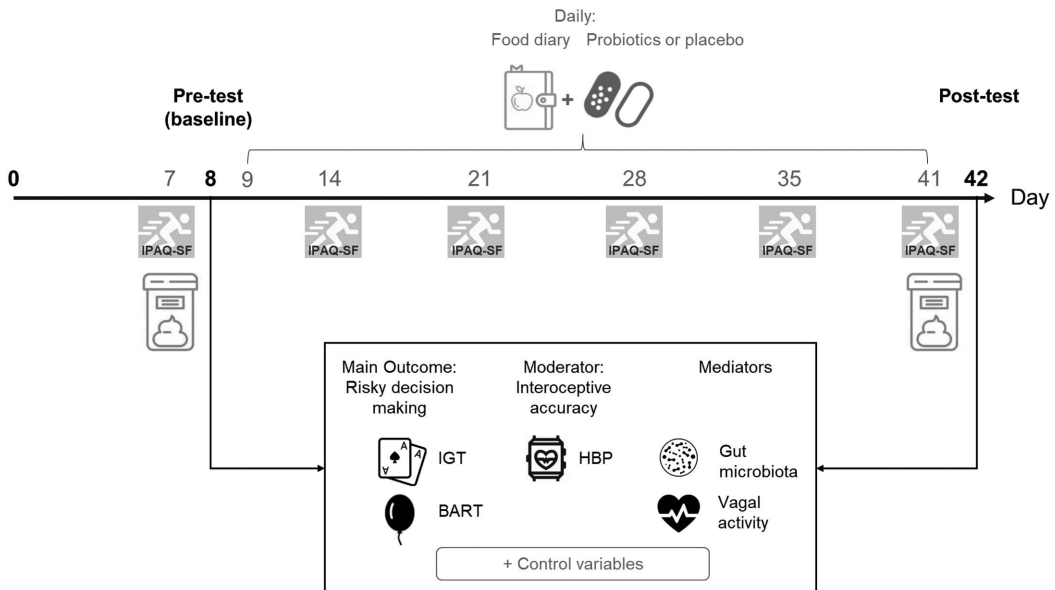 Daily:
Food diary
Probiotics or placebo
+
Pre-test
(baseline)
Post-test
0
7
8
9
14
21
28
35
41
42
Day
IPAQ-SF
IPAQ-SF
IPAQ-SF
IPAQ-SF
IPAQ-SF
IPAQ-SF
Main Outcome:
Risky decision
making
Moderator:
Interoceptive
accuracy
Mediators
A
A
A
IGT
HBP
Gut
microbiota
BART
Vagal
activity
+ Control variables